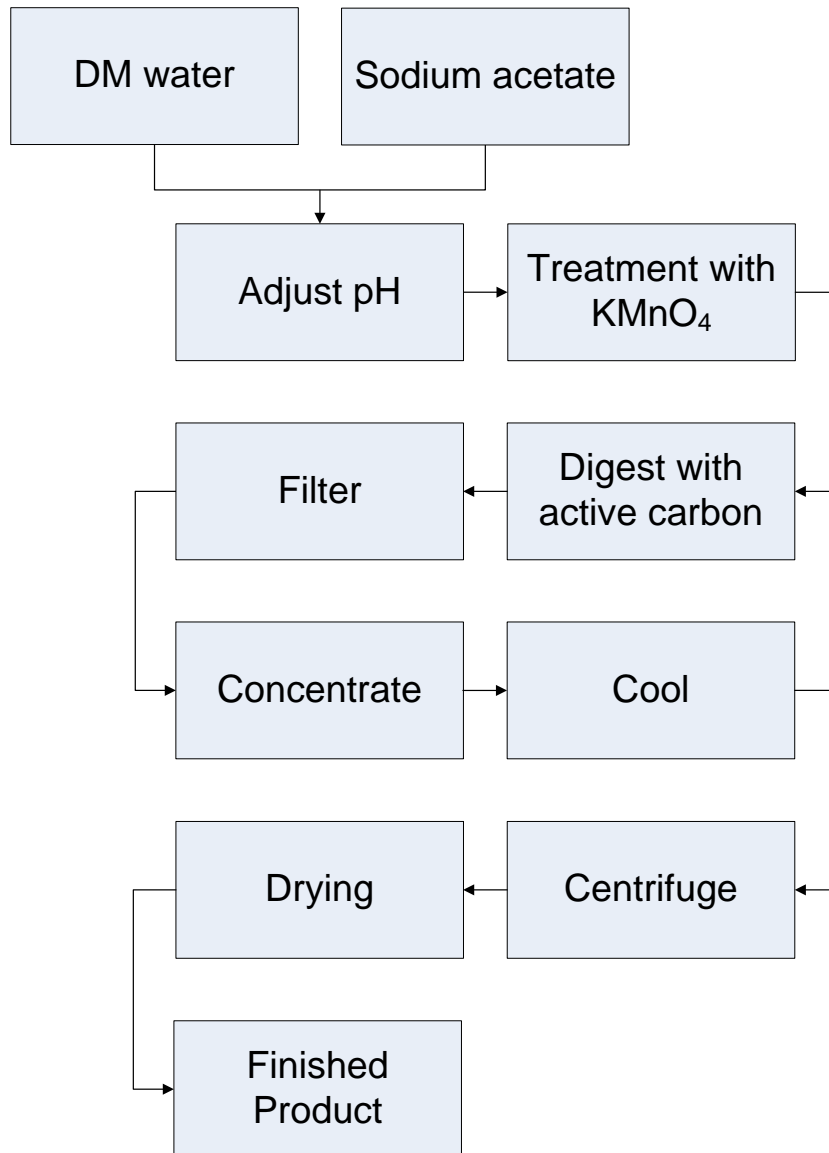 DM water
Sodium acetate
Adjust pH
Treatment with
KMnO₄
Filter
Digest with
active carbon
Concentrate
Cool
Drying
Centrifuge
Finished
Product